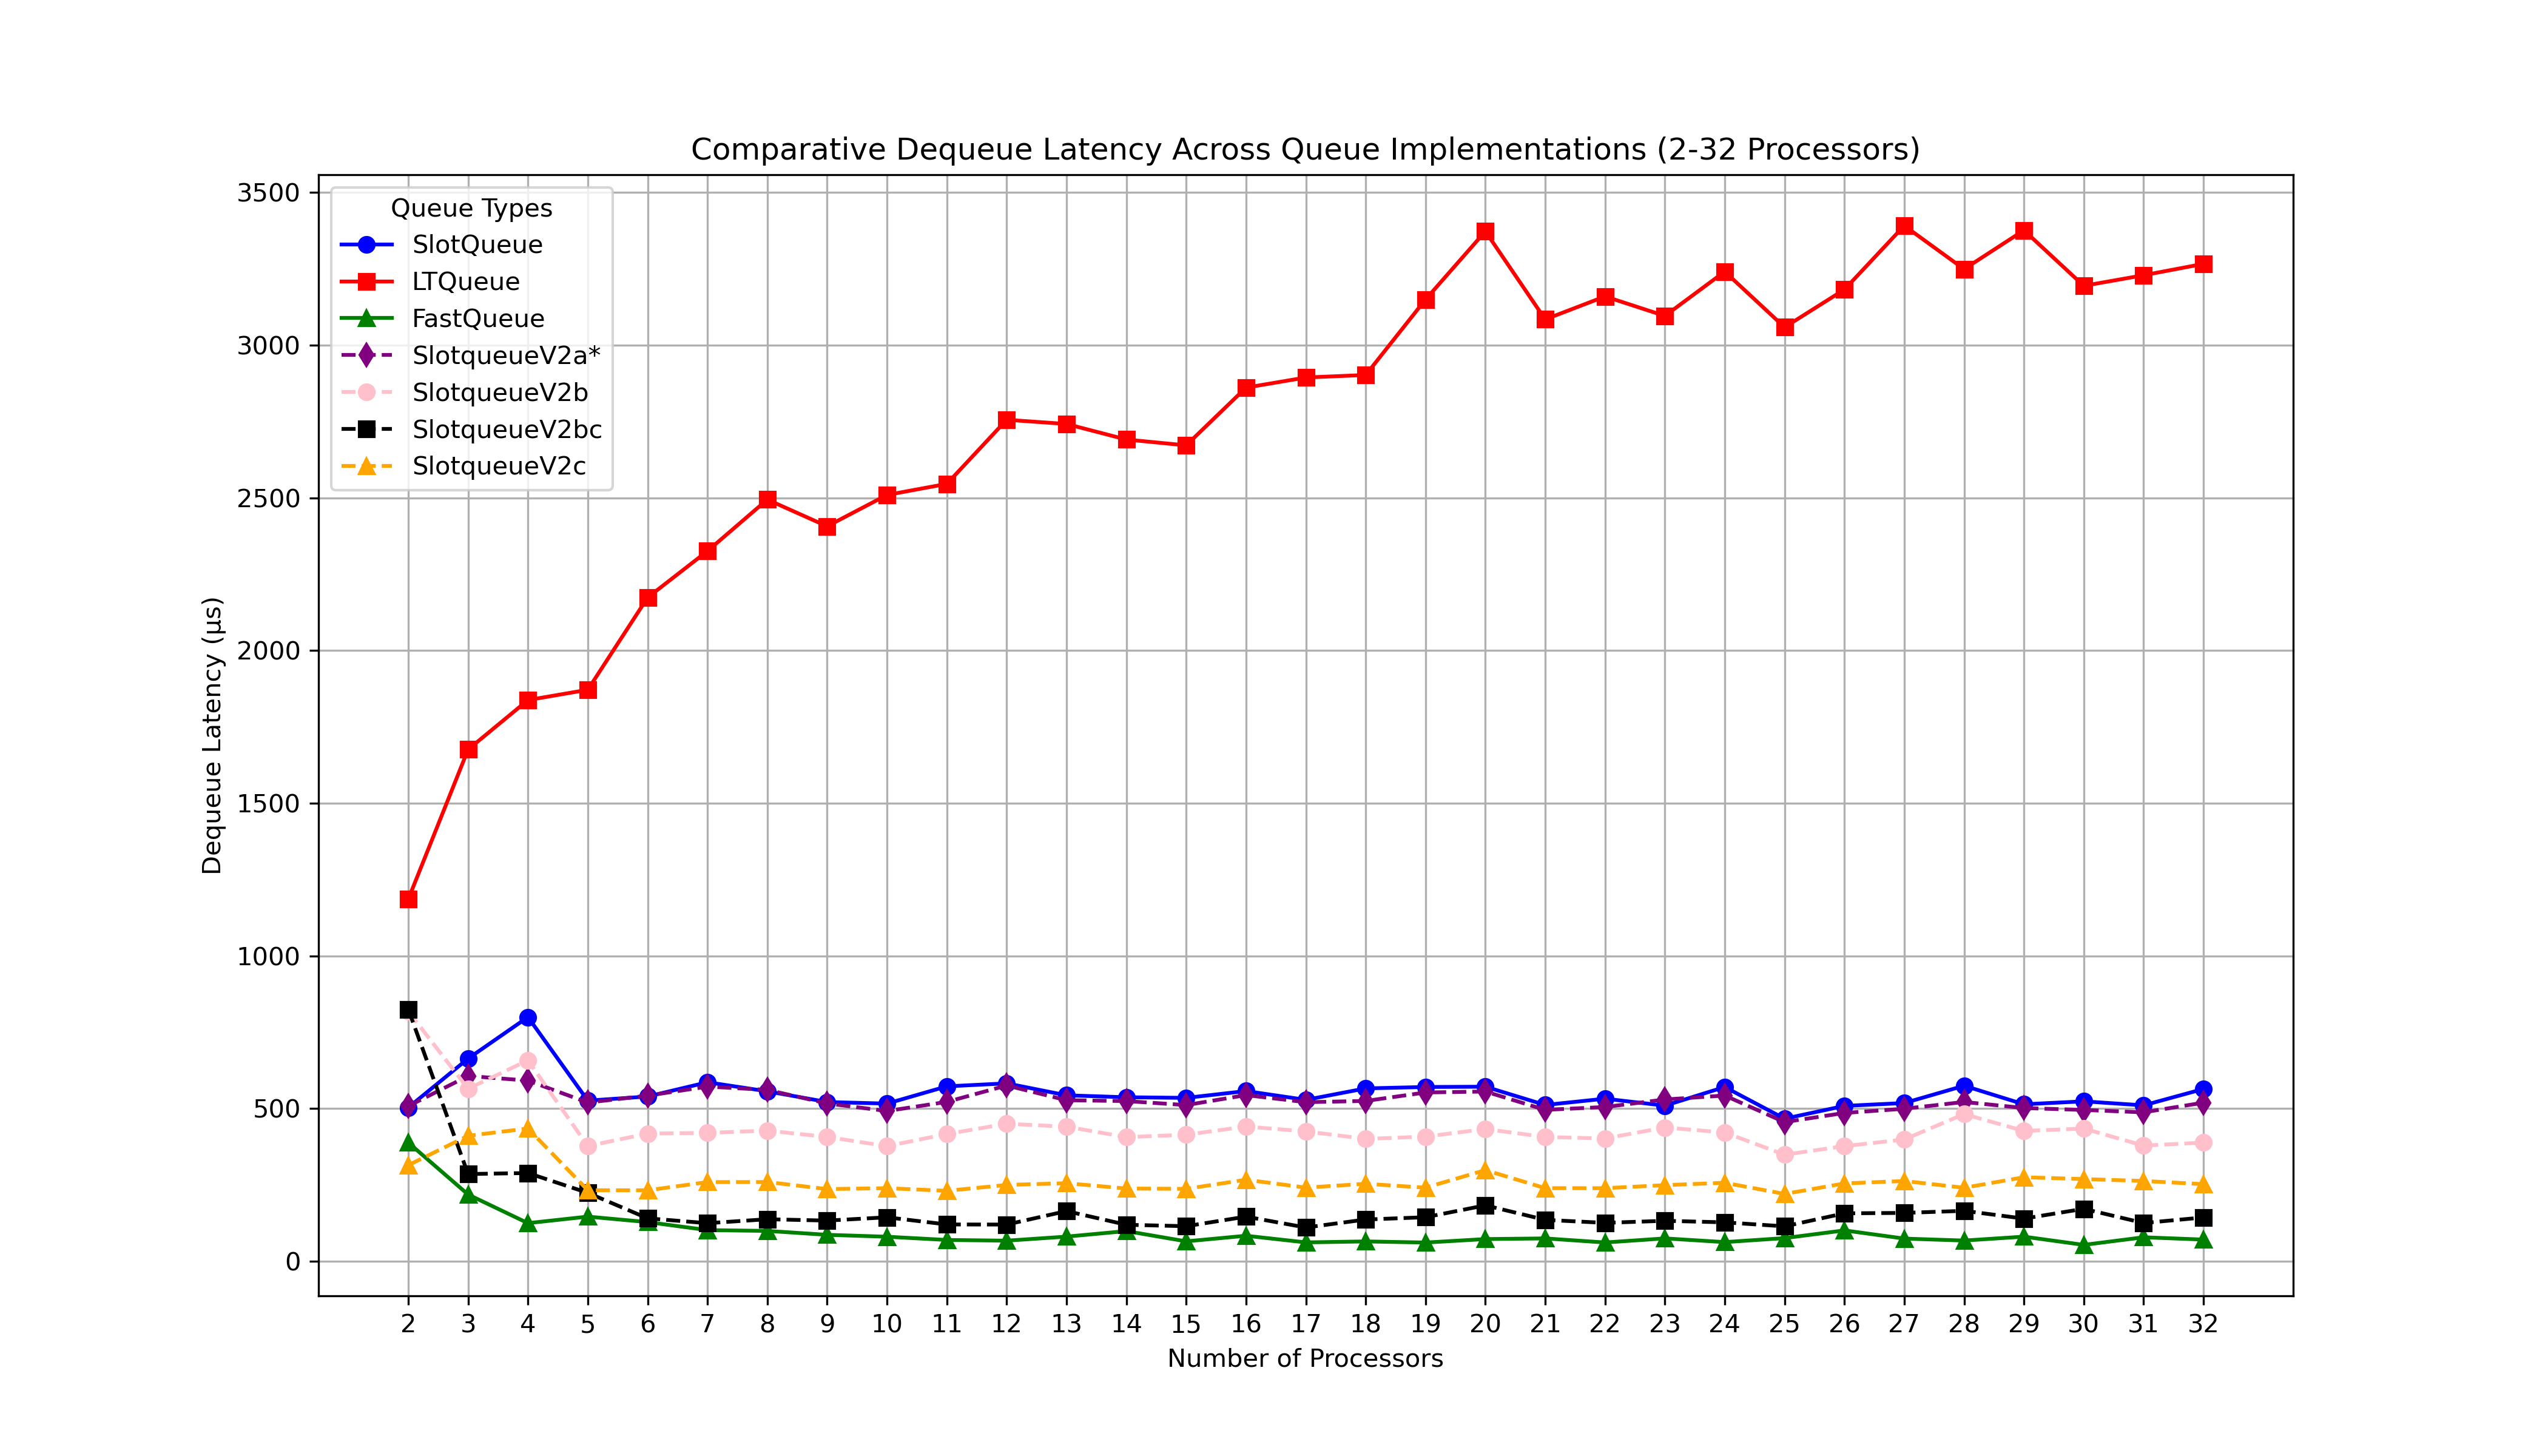 Comparative Dequeue Latency Across Queue Implementations (2-32 Processors)
Queue Types
SlotQueue
LTQueue
FastQueue
SlotqueueV2a*
SlotqueueV2b
SlotqueueV2bc
SlotqueueV2c
Dequeue Latency (µs)
3500
3000
2500
2000
1500
1000
500
0
2 3 4 5 6 7 8 9 10 11 12 13 14 15 16 17 18 19 20 21 22 23 24 25 26 27 28 29 30 31 32
Number of Processors